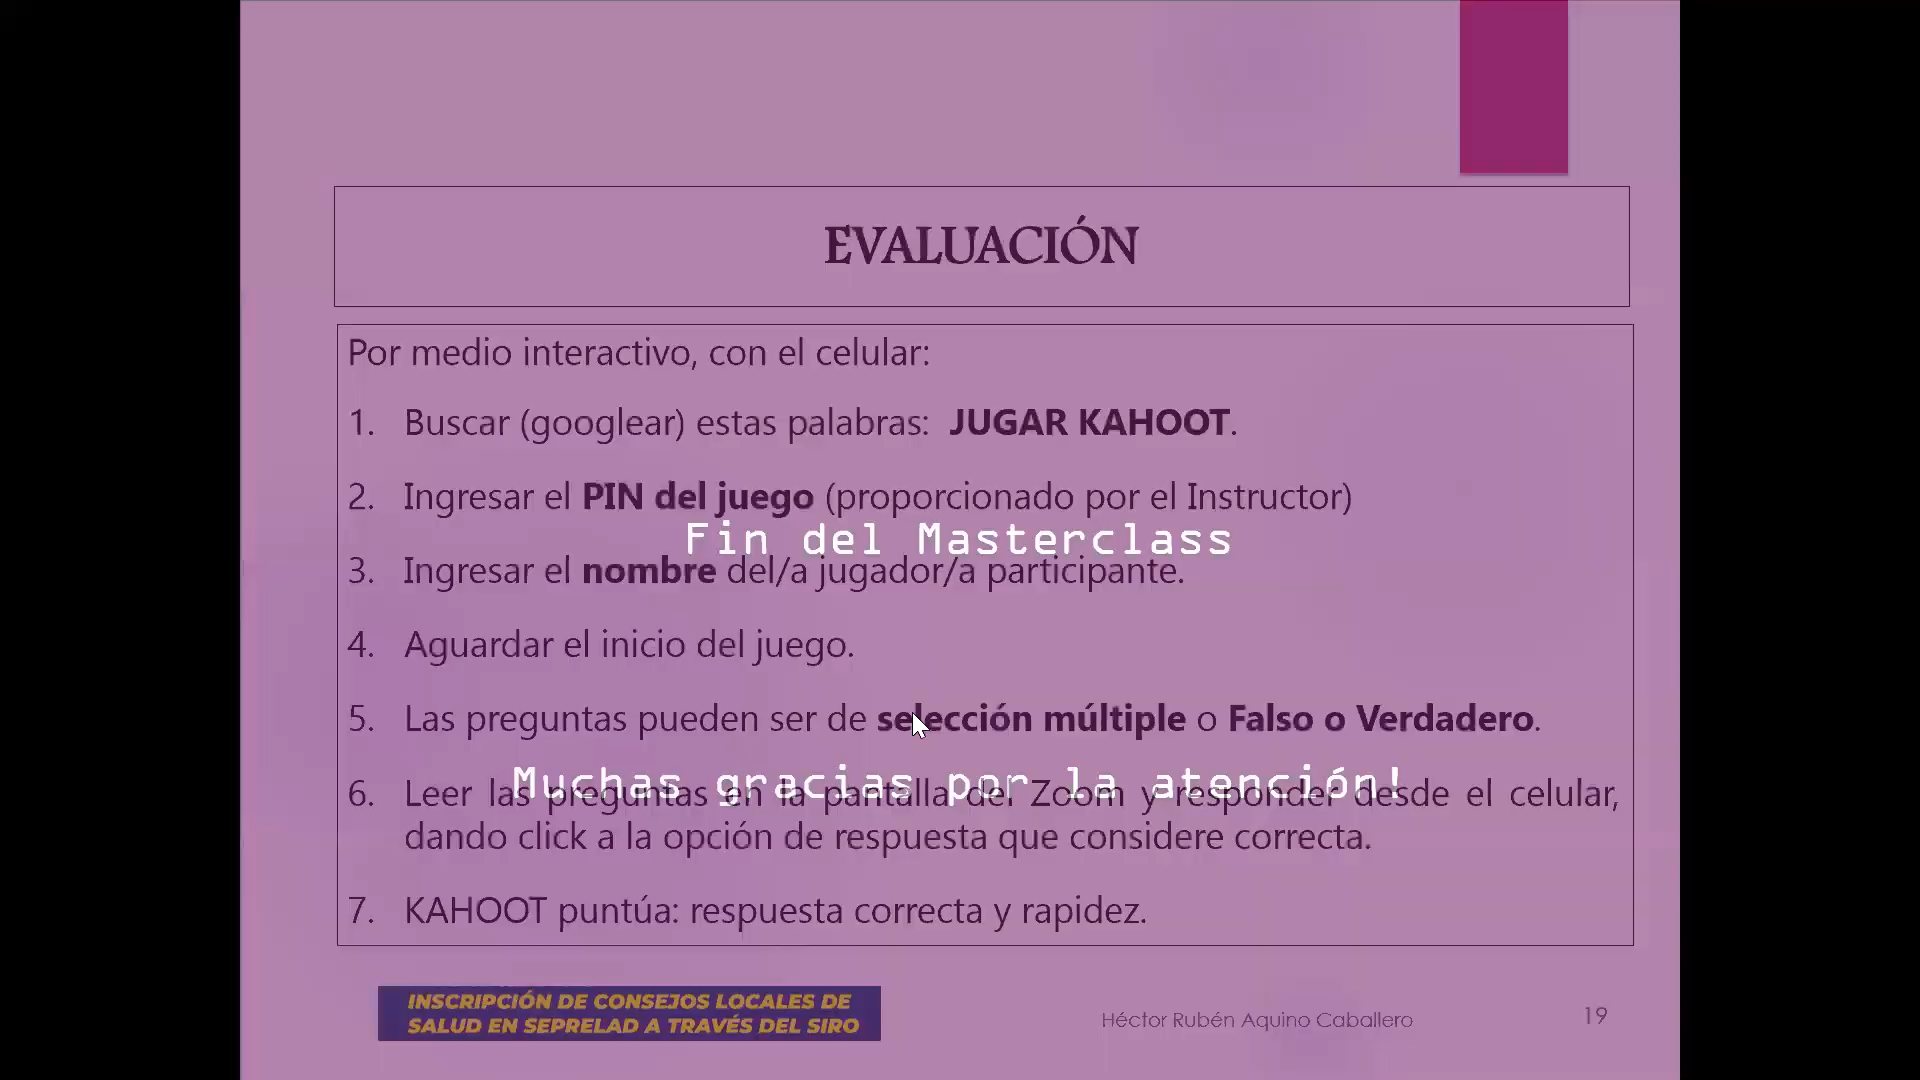 EVALUACIÓN
Por medio interactivo, con el celular:
1. Buscar (googlear) estas palabras: JUGAR KAHOOT.
2. Ingresar el PIN del juego (proporcionado por el Instructor)
Fin del Masterclass
3. Ingresar el nombre del/a jugador/a participante.
4. Aguardar el inicio del juego.
5. Las preguntas pueden ser de selección múltiple o Falso o Verdadero.
Muchas gracias por la atención!
6. Leer las preguntas en la pantalla del Zoom y responder desde el celular,
dando click a la opción de respuesta que considere correcta.
7. KAHOOT puntúa: respuesta correcta y rapidez.
INSCRIPCIÓN DE CONSEJOS LOCALES DE
SALUD EN SEPRELAD A TRAVÉS DEL SIRO
Héctor Rubén Aquino Caballero
19